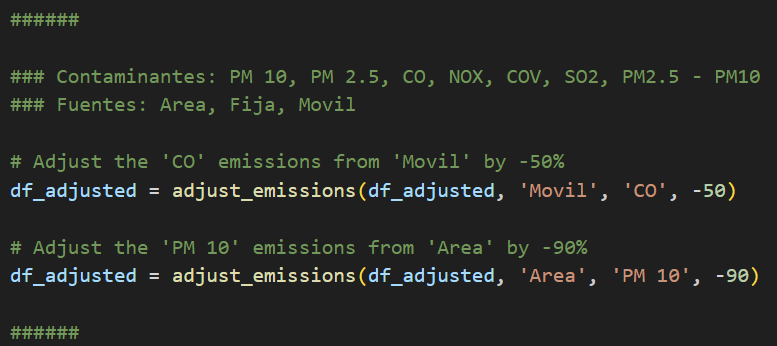 ######
### Contaminantes: PM 10, PM 2.5, CO, NOX, COV, SO2, PM2.5 - PM10
### Fuentes: Area, Fija, Movil
# Adjust the 'CO' emissions from 'Movil' by -50%
df_adjusted = adjust_emissions(df_adjusted, 'Movil', 'CO', -50)
# Adjust the 'PM 10' emissions from 'Area' by -90%
df_adjusted = adjust_emissions(df_adjusted, 'Area', 'PM 10', -90)
######